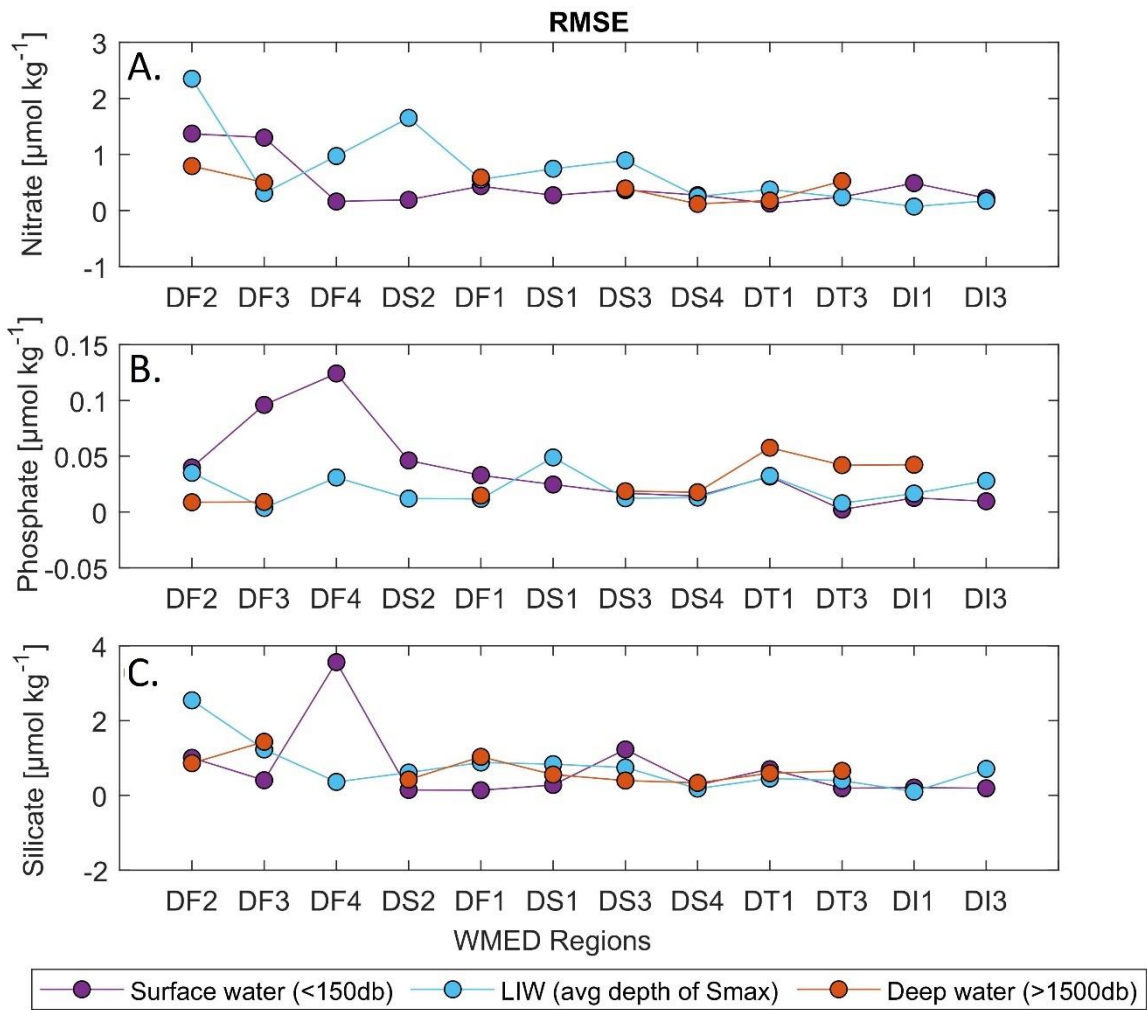 RMSE
A.
3
2
1
0
-1
Nitrate [µmol kg⁻¹]
DF2 DF3 DF4 DS2 DF1 DS1 DS3 DS4 DT1 DT3 DI1 DI3
B.
0.15
0.1
0.05
0
-0.05
Phosphate [µmol kg⁻¹]
DF2 DF3 DF4 DS2 DF1 DS1 DS3 DS4 DT1 DT3 DI1 DI3
C.
4
2
0
-2
Silicate [µmol kg⁻¹]
DF2 DF3 DF4 DS2 DF1 DS1 DS3 DS4 DT1 DT3 DI1 DI3
WMED Regions
Surface water (<150db) LIW (avg depth of Smax) Deep water (>1500db)